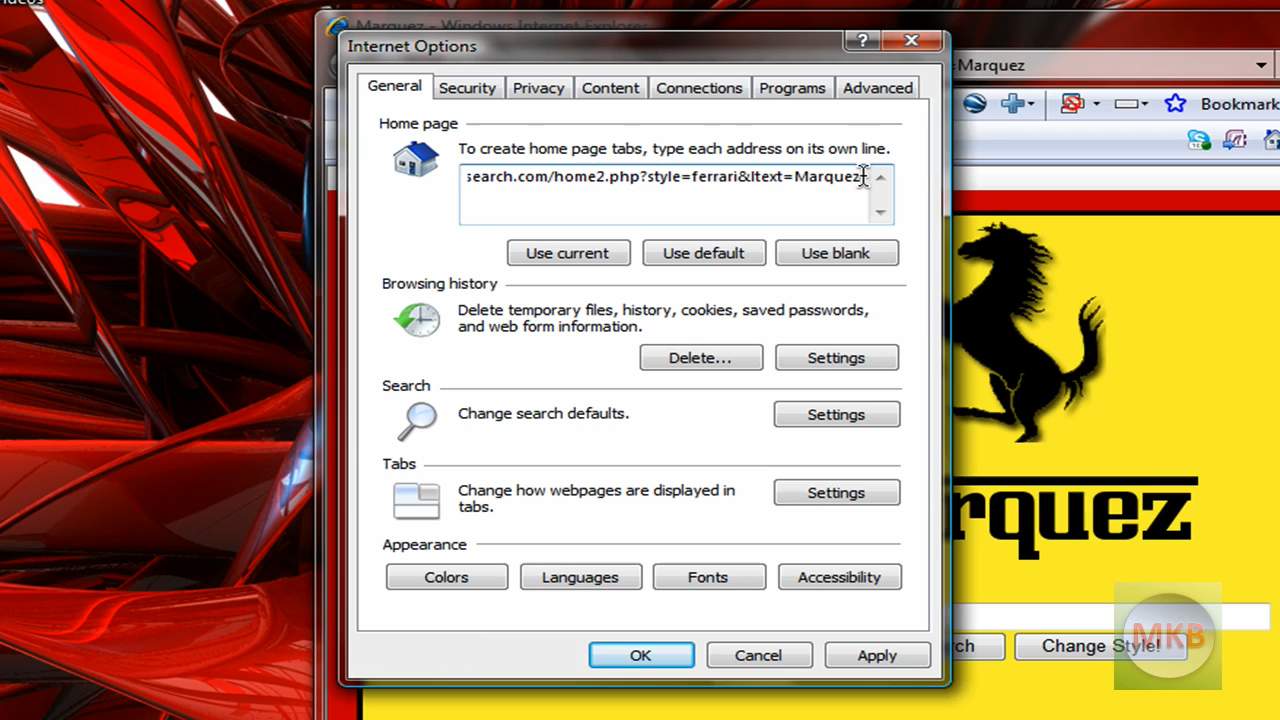 Marquez - Windows Internet Explorer
Internet Options
=Marquez
General Security Privacy Content Connections Programs Advanced
Bookmark
Home page
To create home page tabs, type each address on its own line.
search.com/home2.php?style=ferrari&ltext=Marquez
Use current Use default Use blank
Browsing history
Delete temporary files, history, cookies, saved passwords,
and web form information.
Delete... Settings
Search
Change search defaults.
Settings
Tabs
Change how webpages are displayed in
tabs.
Settings
rquez
Appearance
Colors Languages Fonts Accessibility
rch Change Style!
MKB
OK Cancel Apply